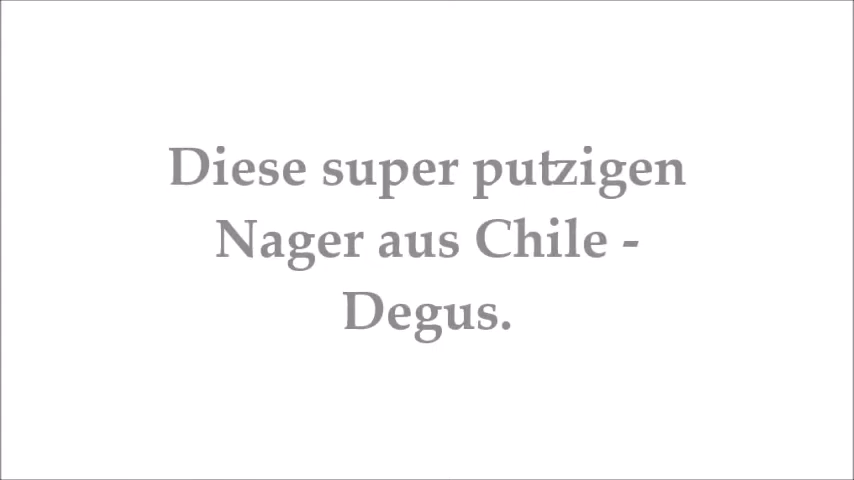 Diese super putzigen
Nager aus Chile -
Degus.